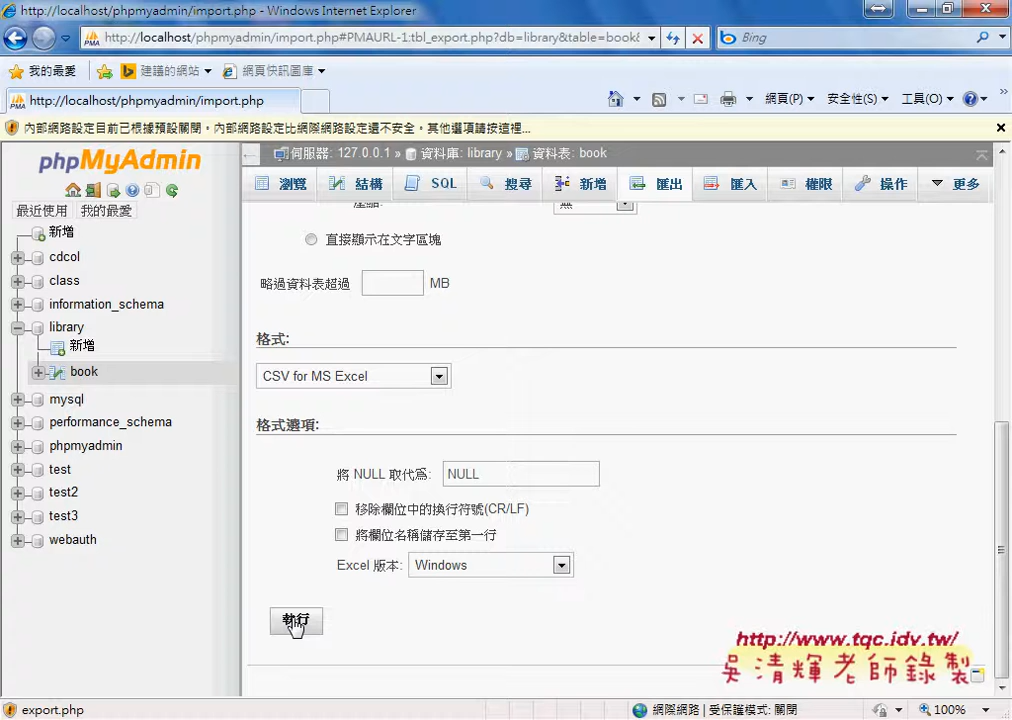 http://localhost/phpmyadmin/import.php - Windows Internet Explorer
http://localhost/phpmyadmin/import.php#PMAURL-1:tbl_export.php?db=library&table=book&
Bing
我的最愛
建議的網站
網頁快訊圖庫
http://localhost/phpmyadmin/import.php
網頁(P)
安全性(S)
工具(O)
內部網路設定目前已根據預設關閉，內部網路設定比網際網路設定還不安全，其他選項請按這裡...
phpMyAdmin
伺服器: 127.0.0.1 » 資料庫: library » 資料表: book
瀏覽
結構
SQL
搜尋
新增
匯出
匯入
權限
操作
更多
最近使用
我的最愛
新增
cdcol
class
information_schema
library
新增
book
mysql
performance_schema
phpmyadmin
test
test2
test3
webauth
壓縮:
無
直接顯示在文字區塊
略過資料表超過
MB
格式:
CSV for MS Excel
格式選項:
將 NULL 取代為:
NULL
移除欄位中的換行符號(CR/LF)
將欄位名稱儲存至第一行
Excel 版本:
Windows
執行
http://www.tqc.idv.tw/
吳清輝老師錄製
export.php
網際網路 | 受保護模式: 關閉
100%